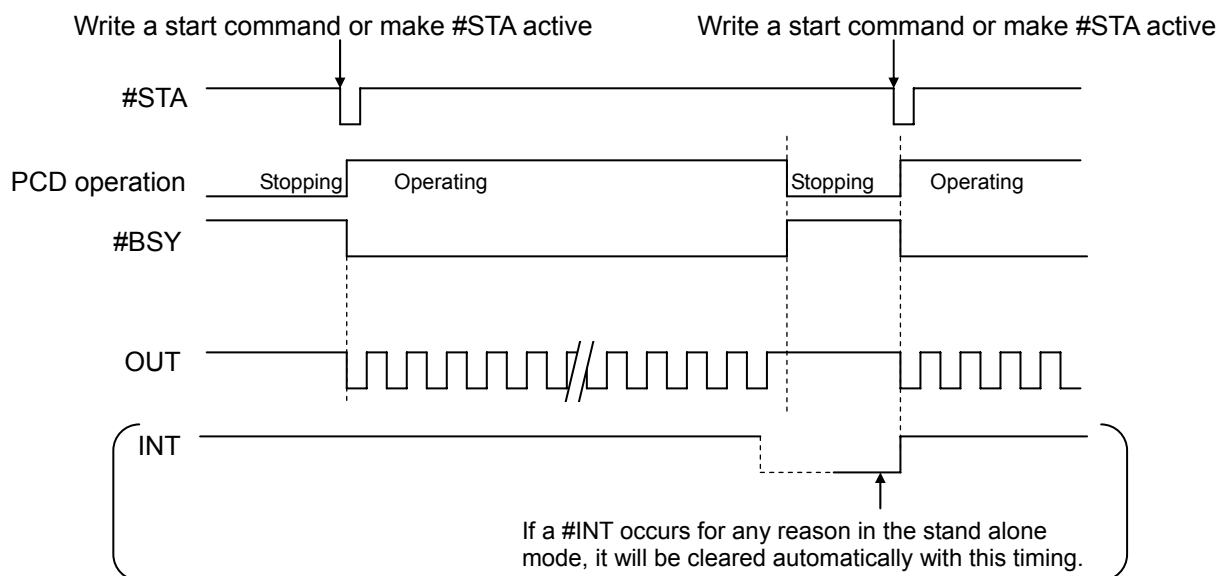 Write a start command or make #STA active
Write a start command or make #STA active
#STA
PCD operation
Stopping
Operating
Stopping
Operating
#BSY
OUT
INT
If a #INT occurs for any reason in the stand alone
mode, it will be cleared automatically with this timing.